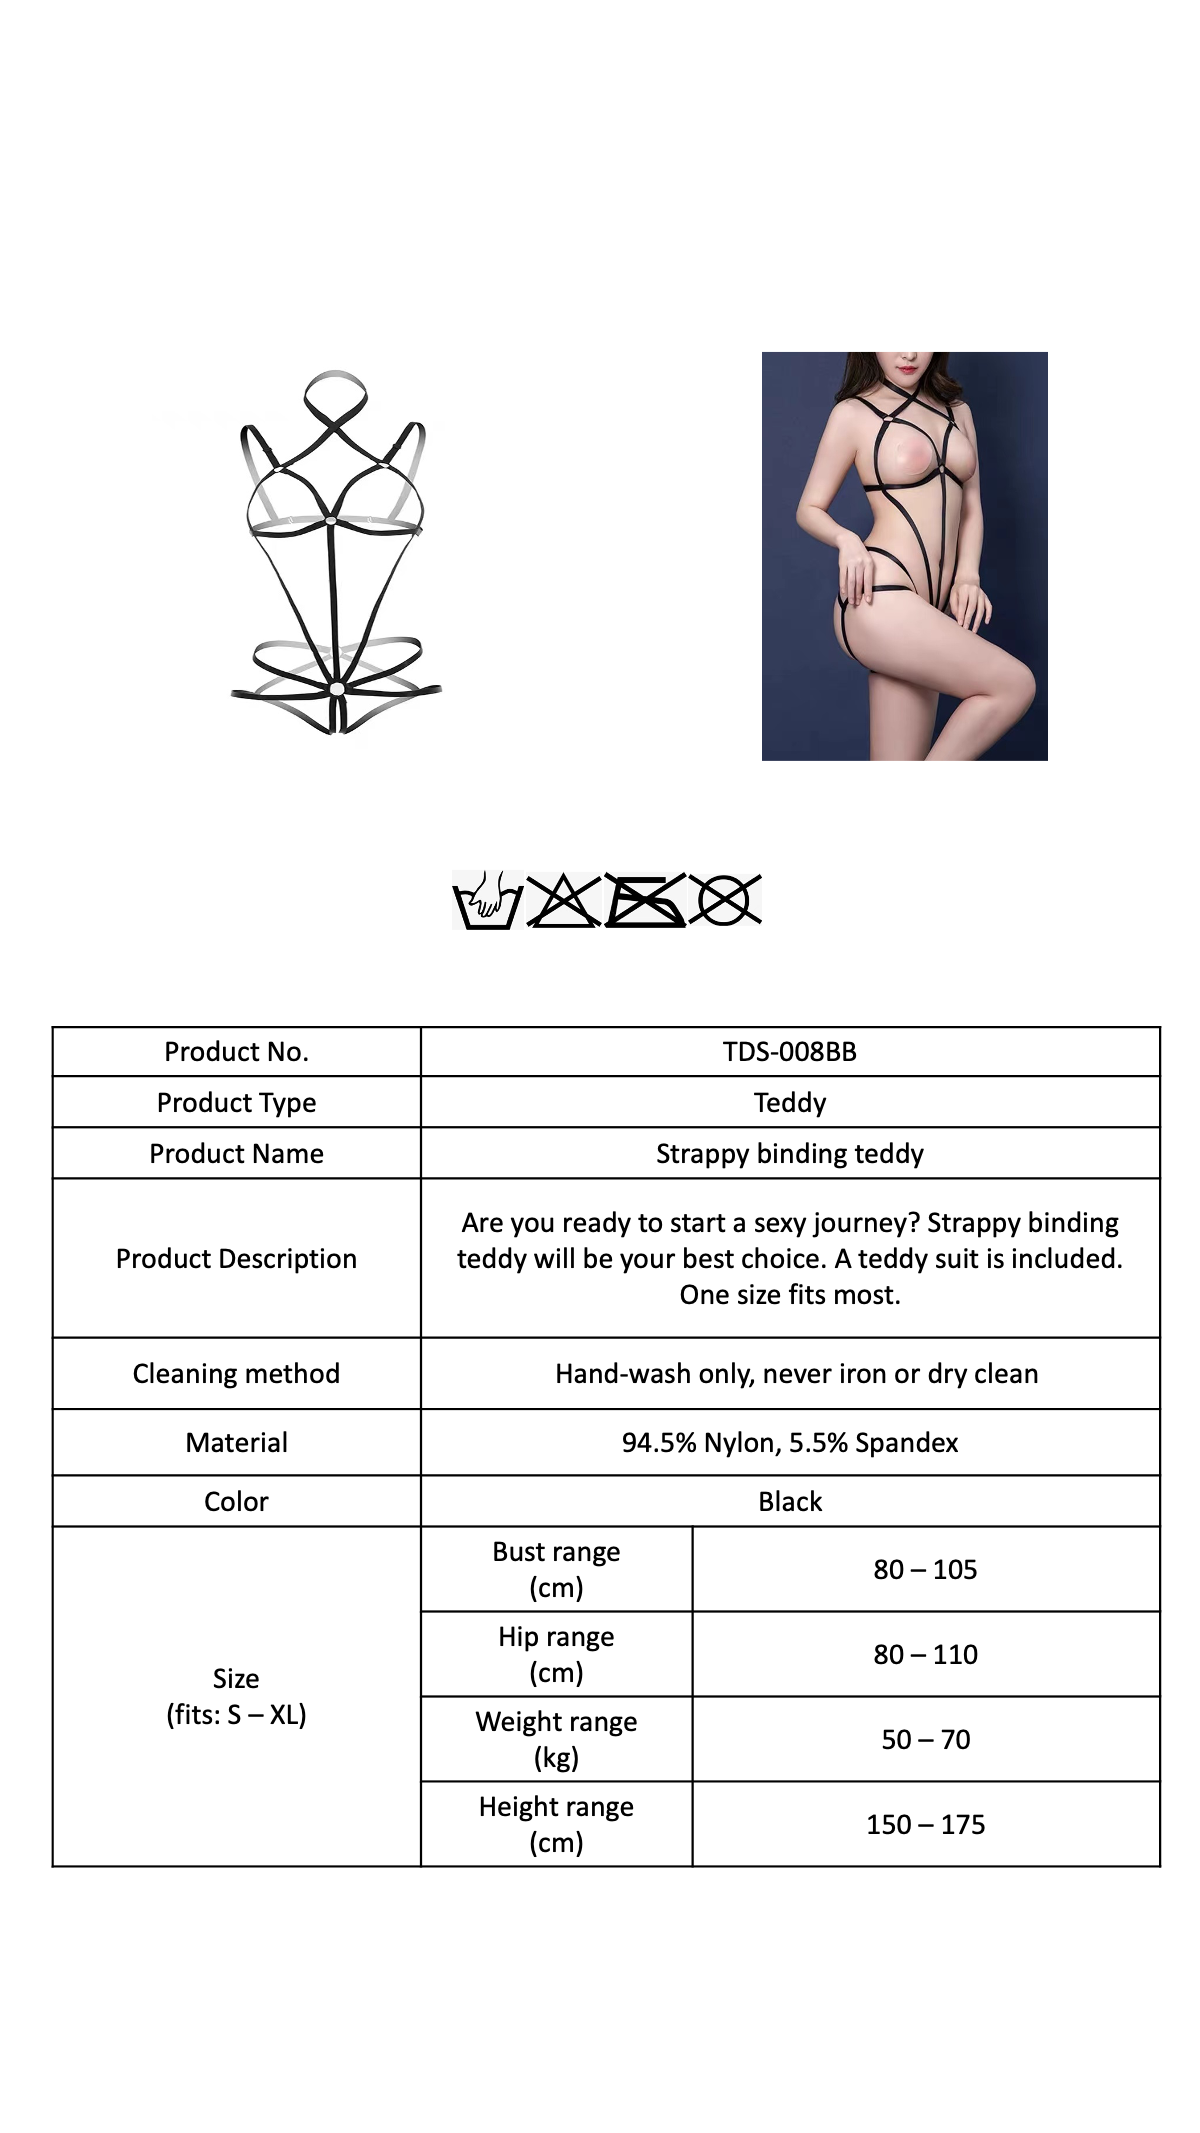 Product No.
TDS-008BB
Product Type
Teddy
Product Name
Strappy binding teddy
Product Description
Are you ready to start a sexy journey? Strappy binding
teddy will be your best choice. A teddy suit is included.
One size fits most.
Cleaning method
Hand-wash only, never iron or dry clean
Material
94.5% Nylon, 5.5% Spandex
Color
Black
Size
(fits: S – XL)
Bust range
(cm)
80 – 105
Hip range
(cm)
80 – 110
Weight range
(kg)
50 – 70
Height range
(cm)
150 – 175